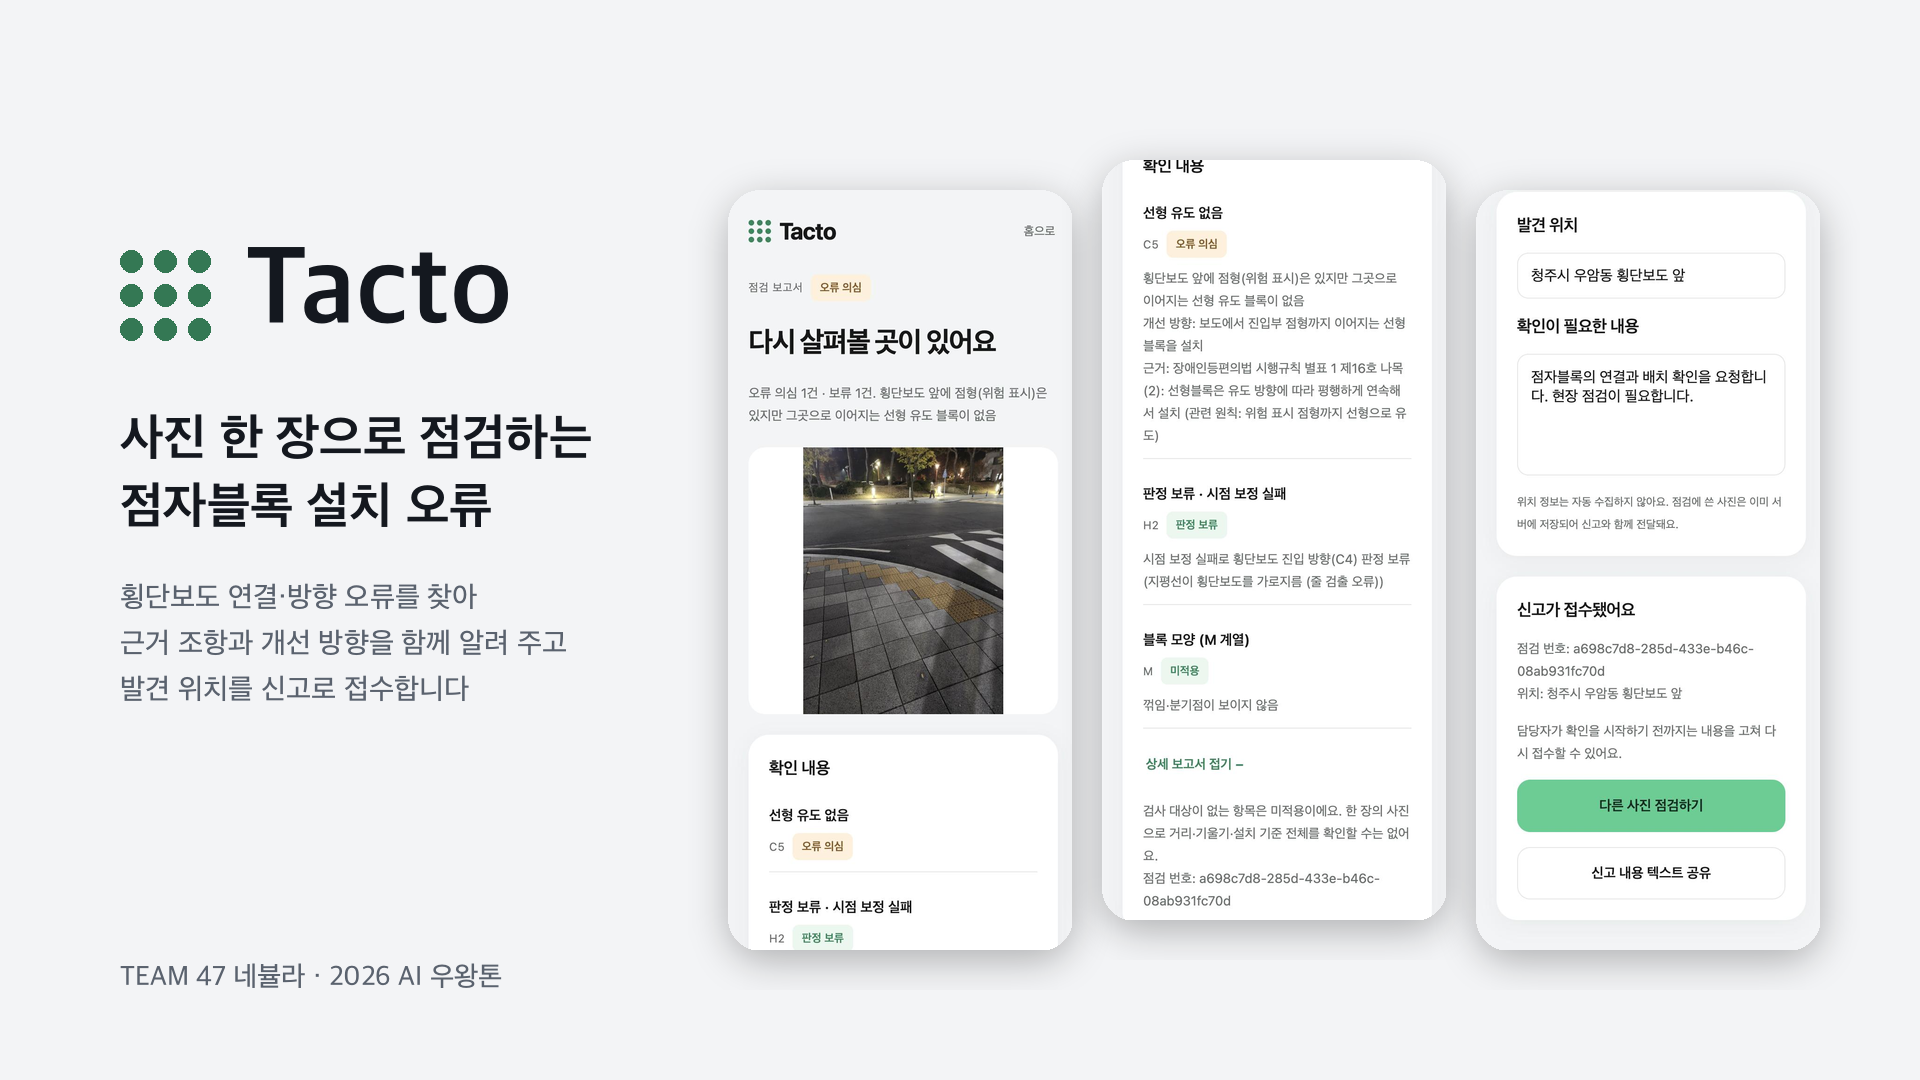 Tacto
사진 한 장으로 점검하는
점자블록 설치 오류
횡단보도 연결·방향 오류를 찾아
근거 조항과 개선 방향을 함께 알려 주고
발견 위치를 신고로 접수합니다
TEAM 47 네뷸라 · 2026 AI 우왕톤
Tacto
홈으로
점검 보고서
오류 의심
다시 살펴볼 곳이 있어요
오류 의심 1건 · 보류 1건. 횡단보도 앞에 점형(위험 표시)은
있지만 그곳으로 이어지는 선형 유도 블록이 없음
확인 내용
선형 유도 없음
C5
오류 의심
판정 보류 · 시점 보정 실패
H2
판정 보류
확인 내용
선형 유도 없음
C5
오류 의심
횡단보도 앞에 점형(위험 표시)은 있지만 그곳으로
이어지는 선형 유도 블록이 없음
개선 방향: 보도에서 진입부 점형까지 이어지는 선형
블록을 설치
근거: 장애인등편의법 시행규칙 별표 1 제16호 나목
(2): 선형블록은 유도 방향에 따라 평행하게 연속해
서 설치 (관련 원칙: 위험 표시 점형까지 선형으로 유
도)
판정 보류 · 시점 보정 실패
H2
판정 보류
시점 보정 실패로 횡단보도 진입 방향(C4) 판정 보류
(지평선이 횡단보도를 가로지름 (줄 검출 오류))
블록 모양 (M 계열)
M
미적용
꺾임·분기점이 보이지 않음
상세 보고서 접기 −
검사 대상이 없는 항목은 미적용이에요. 한 장의 사진
으로 거리·기울기·설치 기준 전체를 확인할 수는 없어
요.
점검 번호: a698c7d8-285d-433e-b46c-
08ab931fc70d
발견 위치
청주시 우암동 횡단보도 앞
확인이 필요한 내용
점자블록의 연결과 배치 확인을 요청합니
다. 현장 점검이 필요합니다.
위치 정보는 자동 수집하지 않아요. 점검에 쓴 사진은 이미 서
버에 저장되어 신고와 함께 전달돼요.
신고가 접수됐어요
점검 번호: a698c7d8-285d-433e-b46c-
08ab931fc70d
위치: 청주시 우암동 횡단보도 앞
담당자가 확인을 시작하기 전까지는 내용을 고쳐 다
시 접수할 수 있어요.
다른 사진 점검하기
신고 내용 텍스트 공유